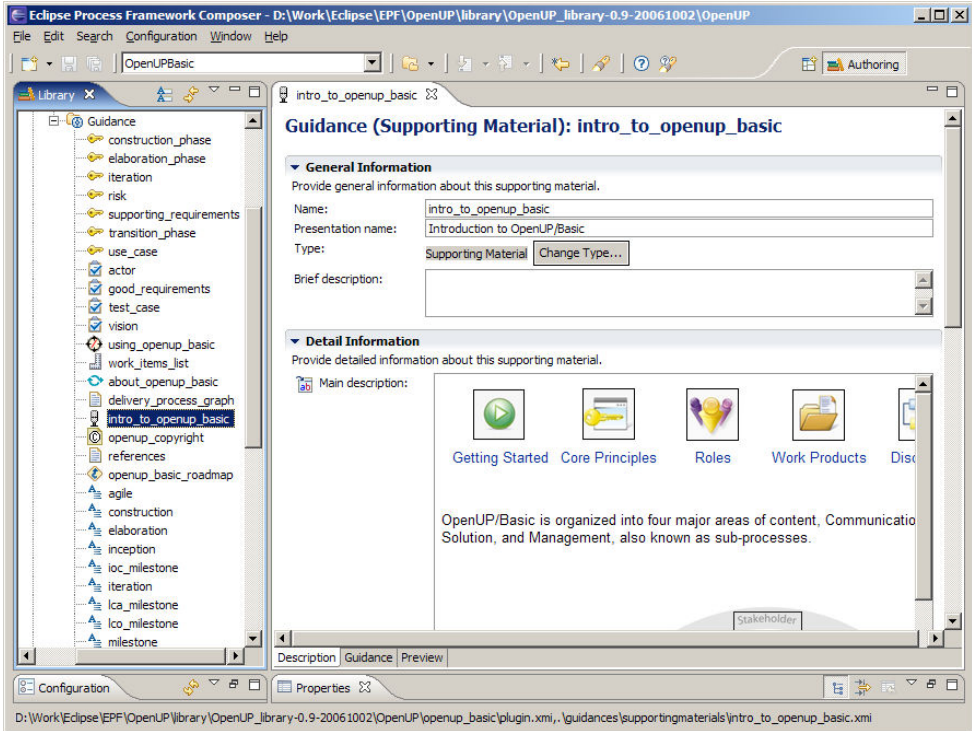 Eclipse Process Framework Composer - D:\Work\Eclipse\EPF\OpenUP\library\OpenUP_library-0.9-20061002\OpenUP
File Edit Search Configuration Window Help
OpenUPBasic
Authoring
Library
Guidance
construction_phase
elaboration_phase
iteration
risk
supporting_requirements
transition_phase
use_case
actor
good_requirements
test_case
vision
using_openup_basic
work_items_list
about_openup_basic
delivery_process_graph
intro_to_openup_basic
openup_copyright
references
openup_basic_roadmap
agile
construction
elaboration
inception
ioc_milestone
iteration
lca_milestone
lco_milestone
milestone
intro_to_openup_basic
Guidance (Supporting Material): intro_to_openup_basic
General Information
Provide general information about this supporting material.
Name: intro_to_openup_basic
Presentation name: Introduction to OpenUP/Basic
Type: Supporting Material Change Type...
Brief description:
Detail Information
Provide detailed information about this supporting material.
Main description:
Getting Started Core Principles Roles Work Products Disc
OpenUP/Basic is organized into four major areas of content, Communicatio
Solution, and Management, also known as sub-processes.
Stakeholder
Description Guidance Preview
Configuration
Properties
D:\Work\Eclipse\EPF\OpenUP\library\OpenUP_library-0.9-20061002\OpenUP\openup_basic\plugin.xmi,.\guidances\supportingmaterials\intro_to_openup_basic.xmi